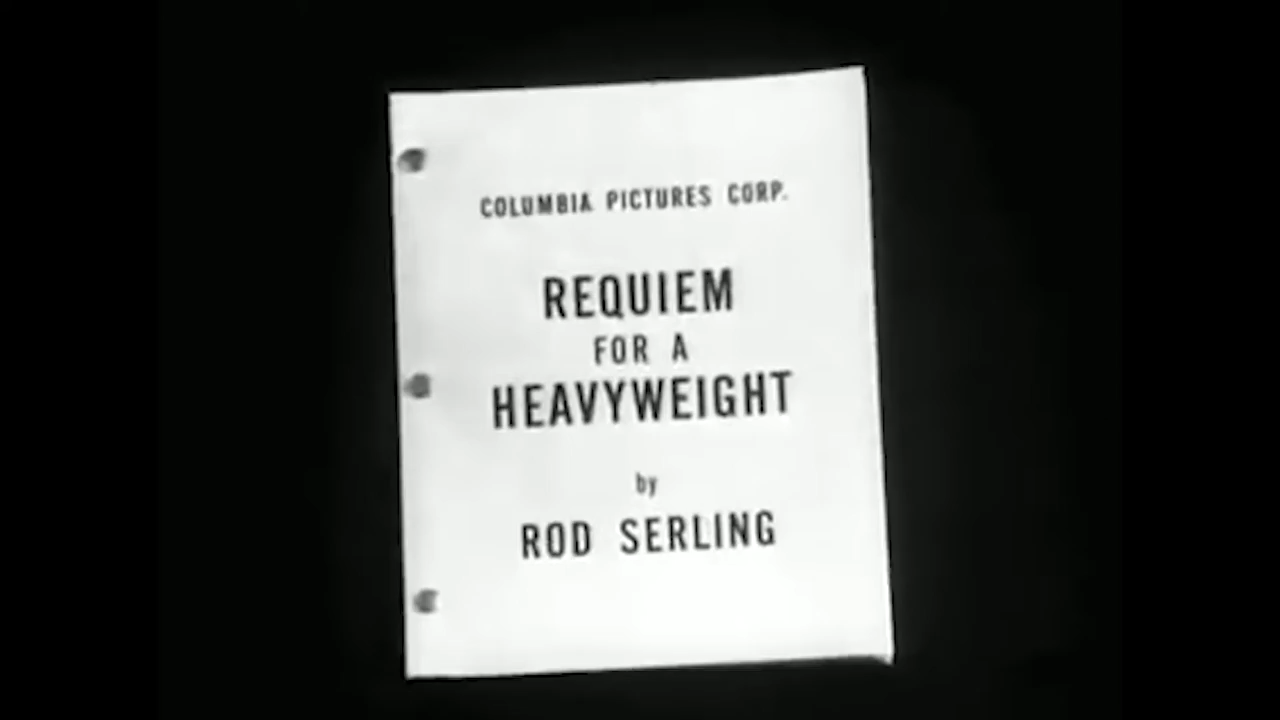 COLUMBIA PICTURES CORP.
REQUIEM
FOR A
HEAVYWEIGHT
by
ROD SERLING